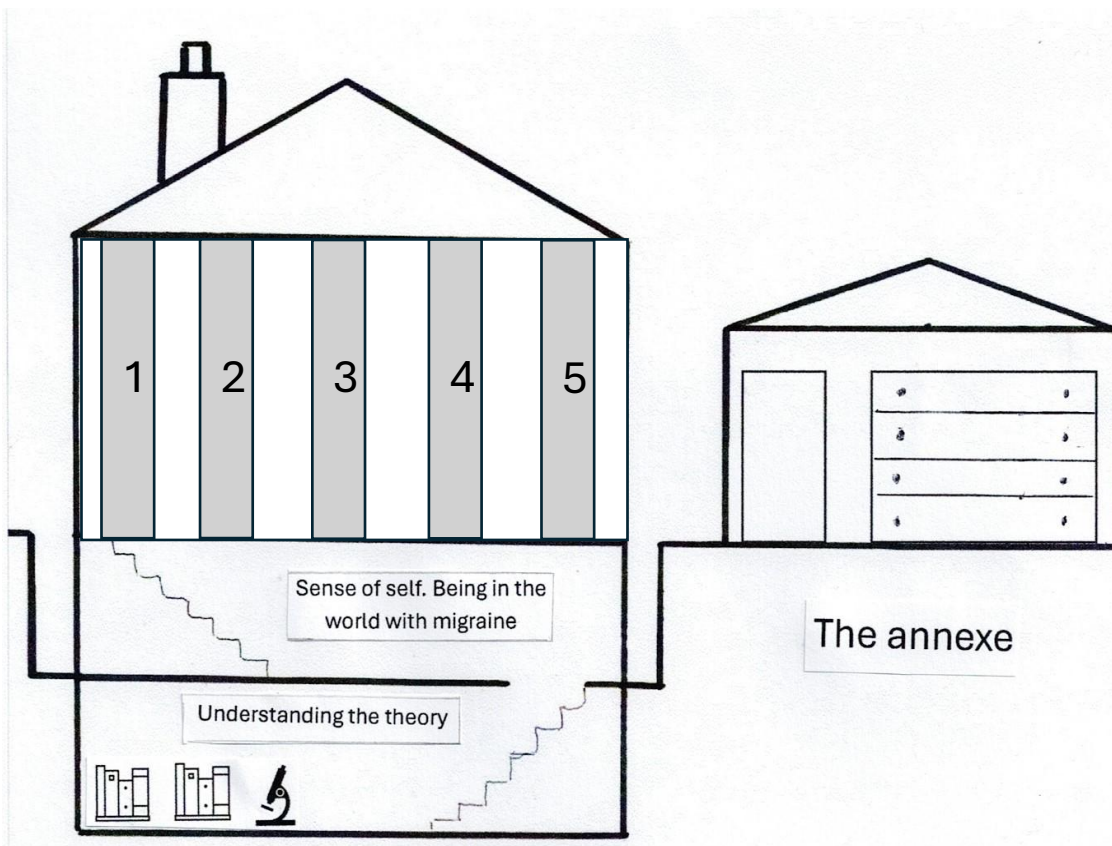 1
2
3
4
5
Sense of self. Being in the
world with migraine
The annexe
Understanding the theory